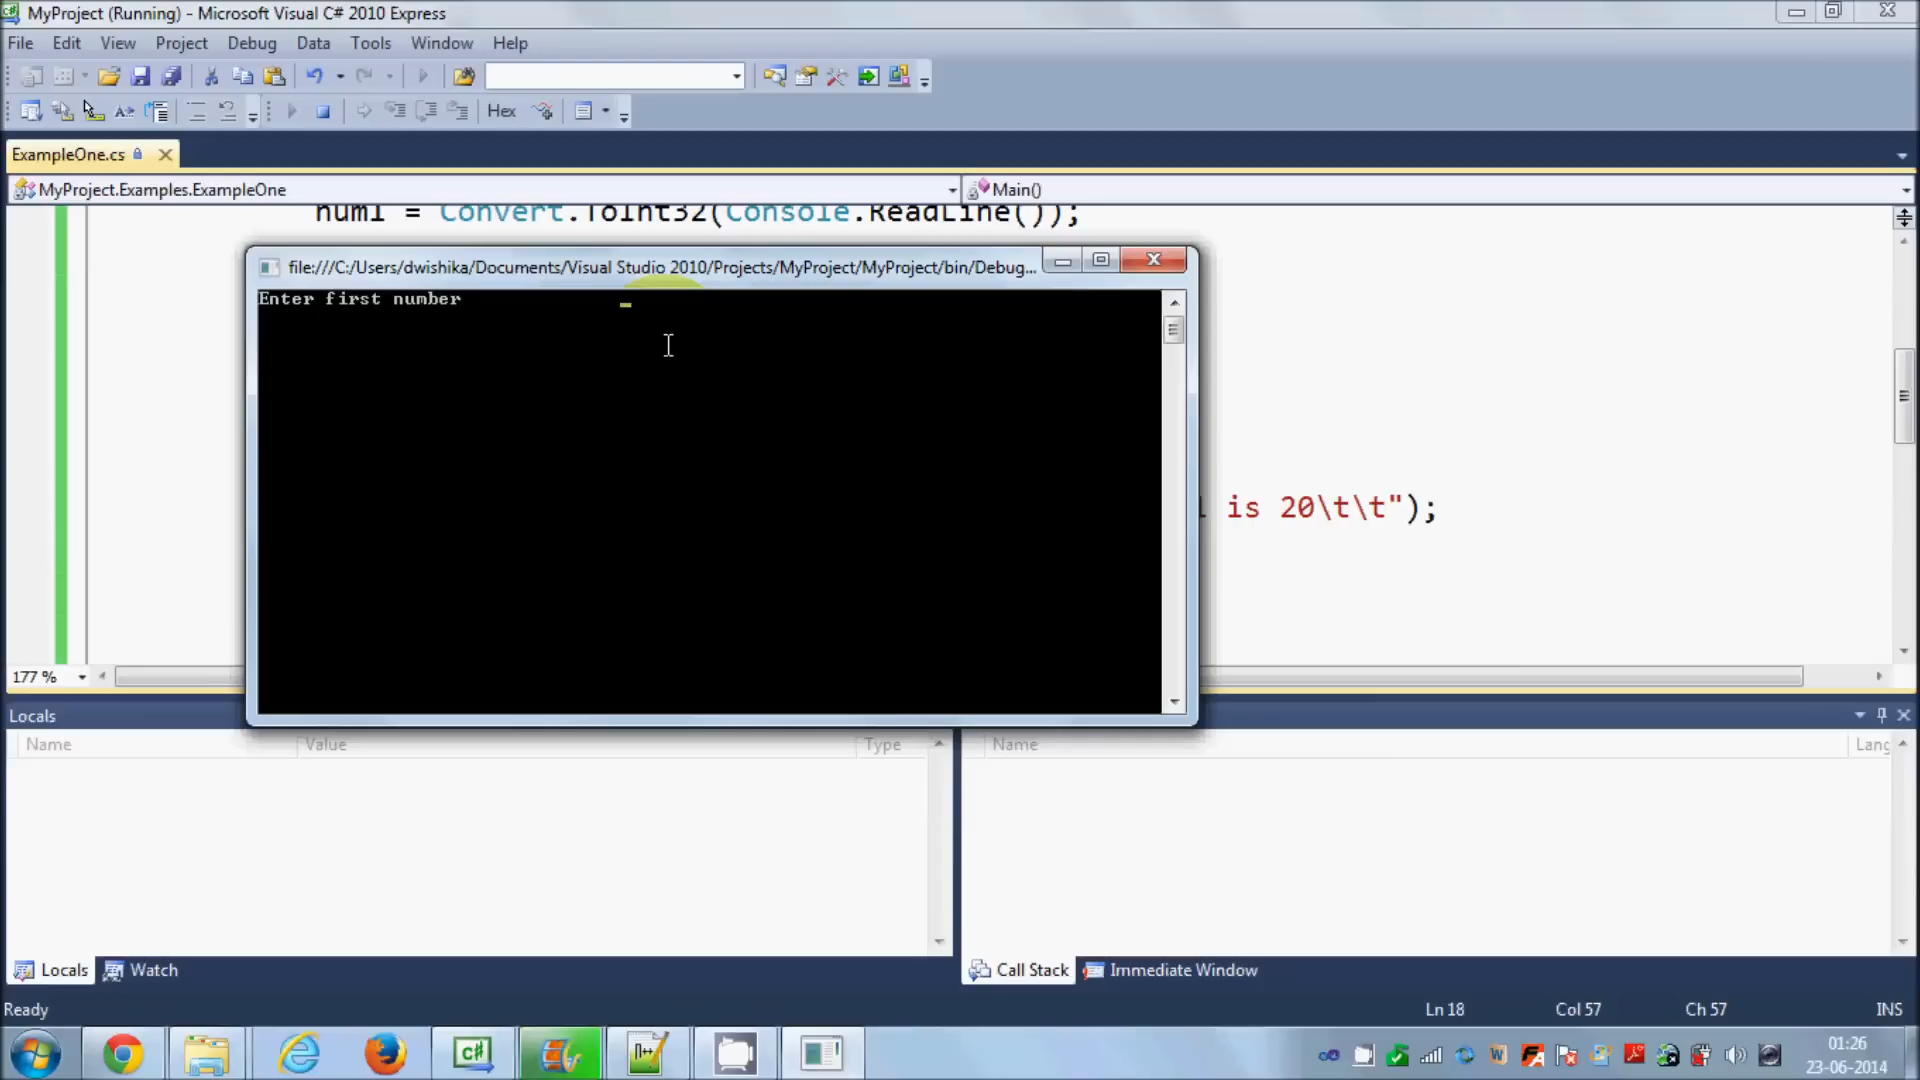 MyProject (Running) - Microsoft Visual C# 2010 Express
File Edit View Project Debug Data Tools Window Help
Hex
ExampleOne.cs
MyProject.Examples.ExampleOne Main()
num1 = Convert.ToInt32(Console.ReadLine());
file:///C:/Users/dwishika/Documents/Visual Studio 2010/Projects/MyProject/MyProject/bin/Debug...
Enter first number
is 20\t\t");
177 %
Locals
Name Value Type Name Lang
Locals Watch Call Stack Immediate Window
Ready Ln 18 Col 57 Ch 57 INS
01:26
23-06-2014